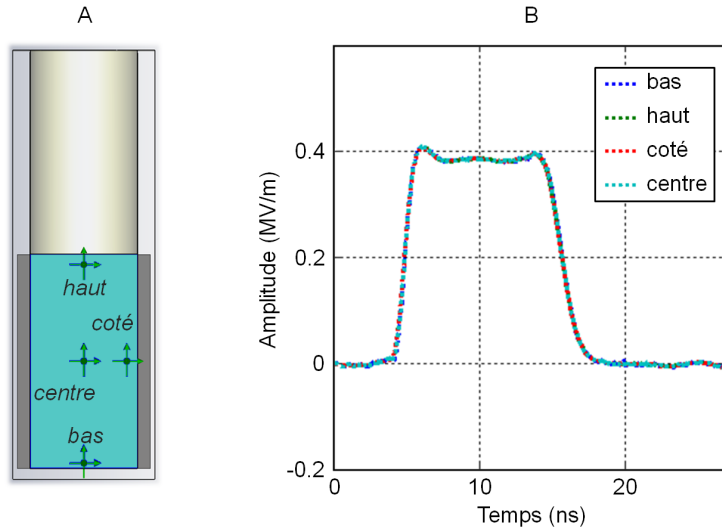 A
haut
coté
centre
bas
B
Amplitude (MV/m)
0.4
0.2
0
-0.2
0
10
20
Temps (ns)
bas
haut
coté
centre